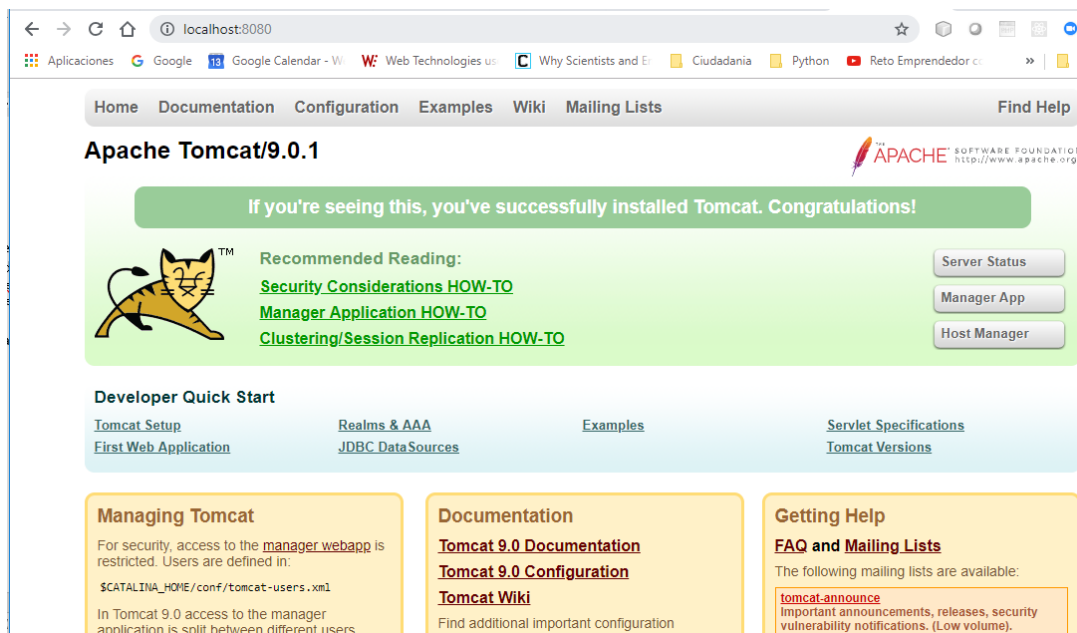 localhost:8080
Aplicaciones Google Google Calendar - W Web Technologies us Why Scientists and E Ciudadania Python Reto Emprendedor co »
Home Documentation Configuration Examples Wiki Mailing Lists Find Help
Apache Tomcat/9.0.1
THE APACHE SOFTWARE FOUNDATION
http://www.apache.org
If you're seeing this, you've successfully installed Tomcat. Congratulations!
TM
Recommended Reading:
Security Considerations HOW-TO
Manager Application HOW-TO
Clustering/Session Replication HOW-TO
Server Status
Manager App
Host Manager
Developer Quick Start
Tomcat Setup
First Web Application
Realms & AAA
JDBC DataSources
Examples
Servlet Specifications
Tomcat Versions
Managing Tomcat
For security, access to the manager webapp is
restricted. Users are defined in:
$CATALINA_HOME/conf/tomcat-users.xml
In Tomcat 9.0 access to the manager
application is split between different users.
Documentation
Tomcat 9.0 Documentation
Tomcat 9.0 Configuration
Tomcat Wiki
Find additional important configuration
Getting Help
FAQ and Mailing Lists
The following mailing lists are available:
tomcat-announce
Important announcements, releases, security
vulnerability notifications. (Low volume).